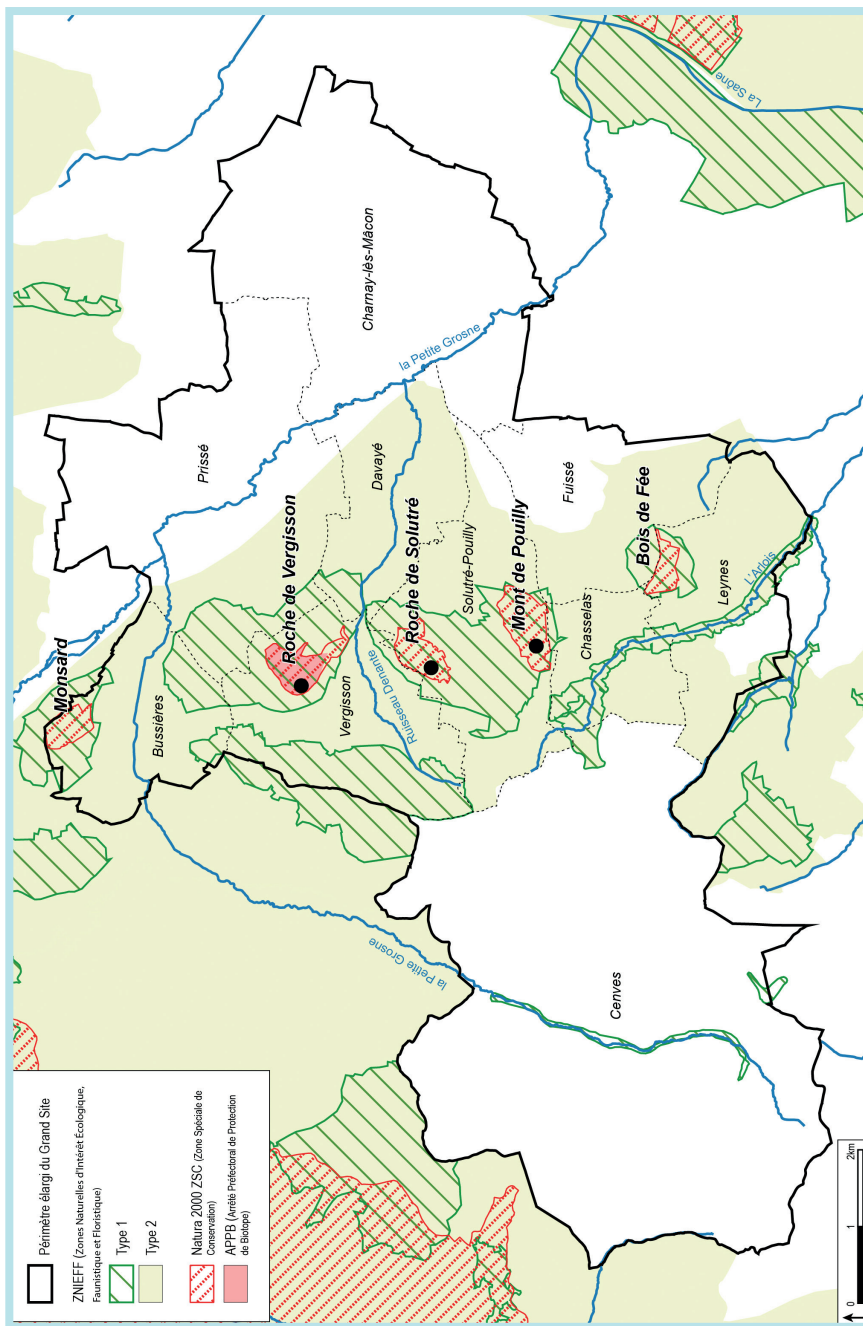 Périmètre élargi du Grand Site
ZNIEFF (Zones Naturelles d'Intérêt Écologique,
Faunistique et Floristique)
Type 1
Type 2
Natura 2000 ZSC (Zone Spéciale de
Conservation)
APPB (Arrêté Préfectoral de Protection
de Biotope)
0 1 2km
Monsard
Bussières
Prissé
Charnay-lès-Mâcon
la Petite Grosne
Roche de Vergisson
Vergisson
Davayé
Ruisseau Denante
Roche de Solutré
Solutré-Pouilly
Mont de Pouilly
Fuissé
Chasselas
Bois de Fée
Leynes
L'Arlois
La Saône
la Petite Grosne
Cenves